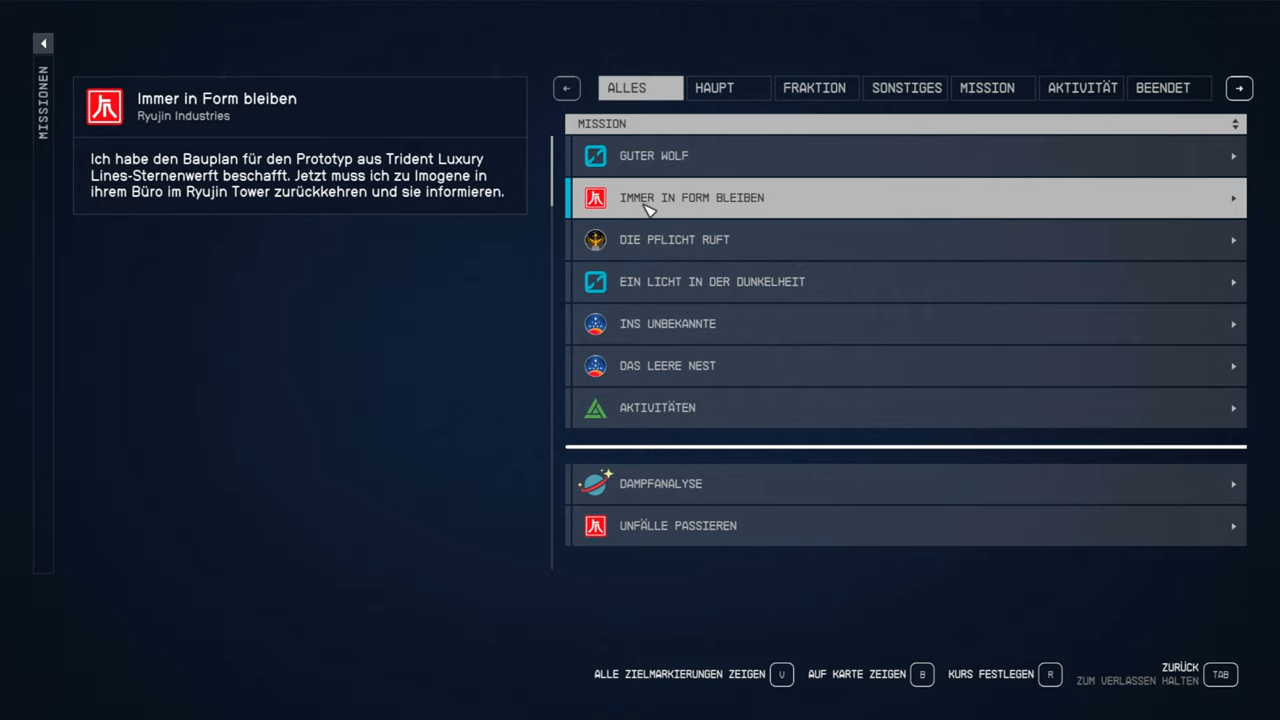 MISSIONEN
Immer in Form bleiben
Ryujin Industries
Ich habe den Bauplan für den Prototyp aus Trident Luxury
Lines-Sternenwerft beschafft. Jetzt muss ich zu Imogene in
ihrem Büro im Ryujin Tower zurückkehren und sie informieren.
ALLES HAUPT FRAKTION SONSTIGES MISSION AKTIVITÄT BEENDET
MISSION
GUTER WOLF
IMMER IN FORM BLEIBEN
DIE PFLICHT RUFT
EIN LICHT IN DER DUNKELHEIT
INS UNBEKANNTE
DAS LEERE NEST
AKTIVITÄTEN
DAMPFANALYSE
UNFÄLLE PASSIEREN
ALLE ZIELMARKIERUNGEN ZEIGEN U AUF KARTE ZEIGEN B KURS FESTLEGEN R ZURÜCK TAB
ZUM VERLASSEN HALTEN